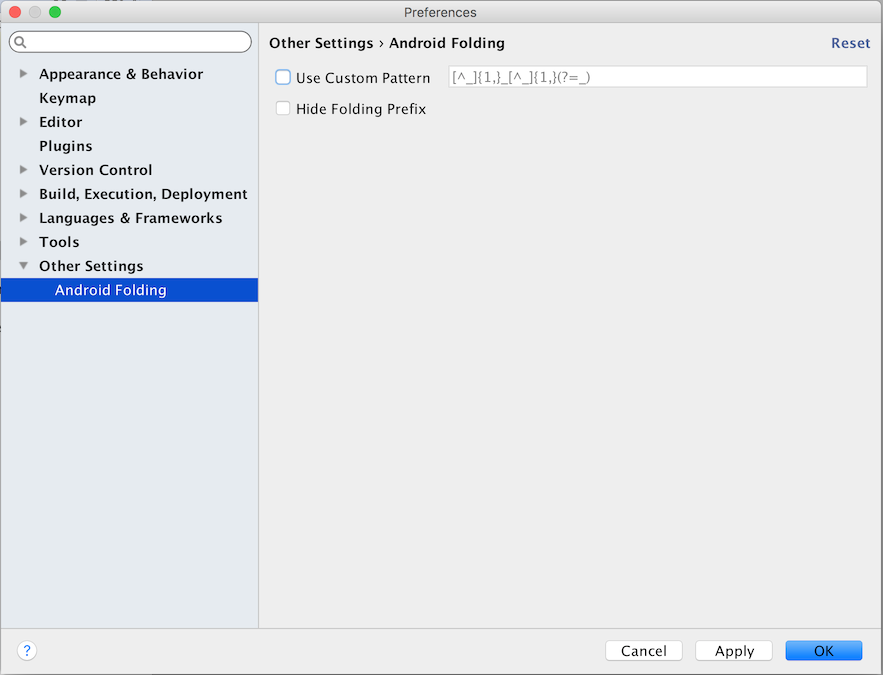 Preferences
Other Settings › Android Folding
Reset
Appearance & Behavior
Keymap
Editor
Plugins
Version Control
Build, Execution, Deployment
Languages & Frameworks
Tools
Other Settings
Android Folding
Use Custom Pattern [^_]{1,}_[^_]{1,}(?=_)
Hide Folding Prefix
?
Cancel
Apply
OK